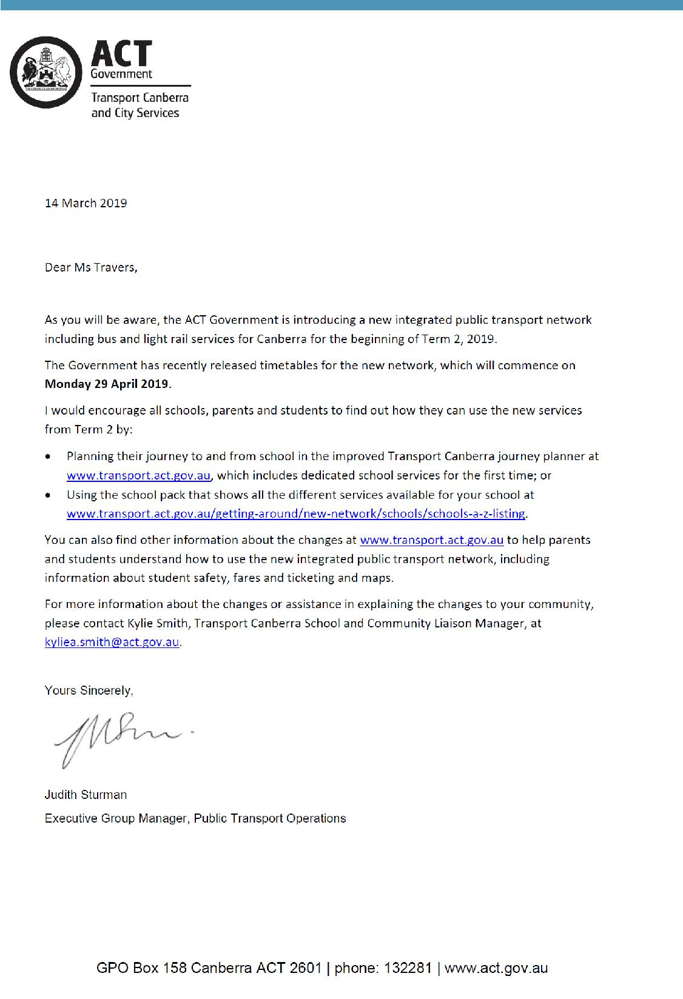 ACT
Government
Transport Canberra
and City Services
14 March 2019
Dear Ms Travers,
As you will be aware, the ACT Government is introducing a new integrated public transport network
including bus and light rail services for Canberra for the beginning of Term 2, 2019.
The Government has recently released timetables for the new network, which will commence on
Monday 29 April 2019.
I would encourage all schools, parents and students to find out how they can use the new services
from Term 2 by:
• Planning their journey to and from school in the improved Transport Canberra journey planner at
www.transport.act.gov.au, which includes dedicated school services for the first time; or
• Using the school pack that shows all the different services available for your school at
www.transport.act.gov.au/getting-around/new-network/schools/schools-a-z-listing.
You can also find other information about the changes at www.transport.act.gov.au to help parents
and students understand how to use the new integrated public transport network, including
information about student safety, fares and ticketing and maps.
For more information about the changes or assistance in explaining the changes to your community,
please contact Kylie Smith, Transport Canberra School and Community Liaison Manager, at
kyliea.smith@act.gov.au.
Yours Sincerely,
Judith Sturman
Executive Group Manager, Public Transport Operations
GPO Box 158 Canberra ACT 2601 | phone: 132281 | www.act.gov.au